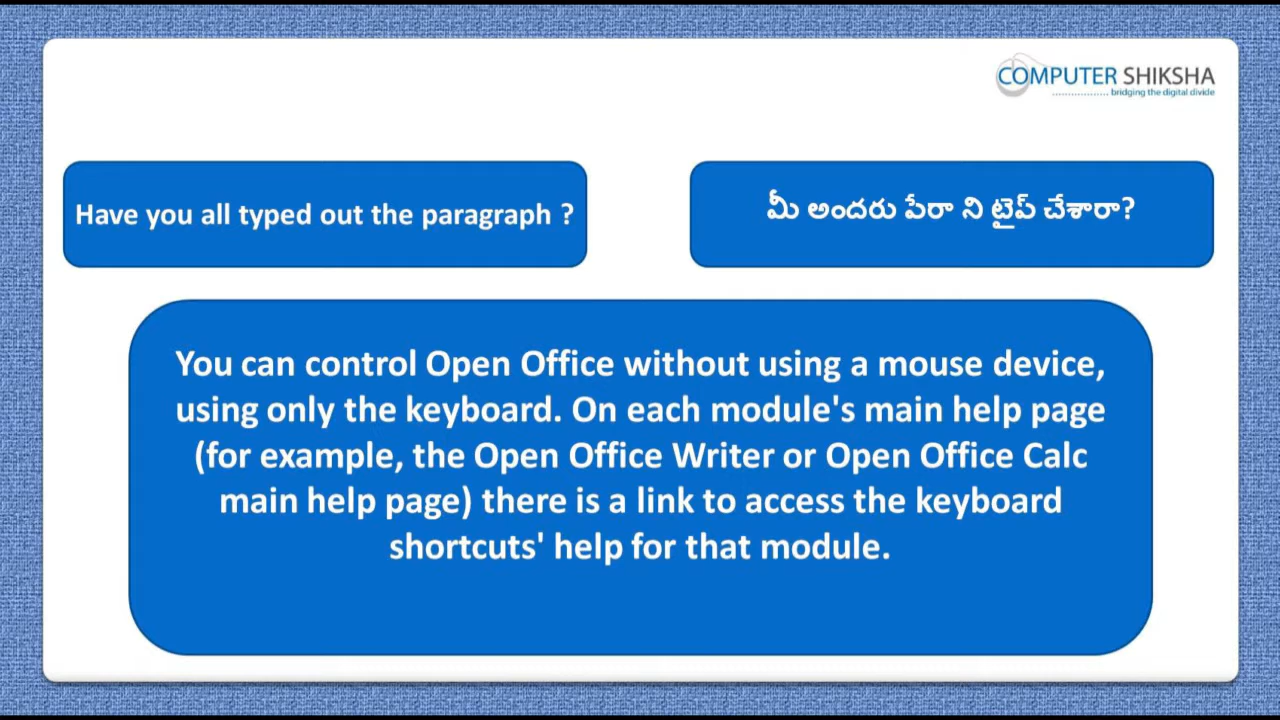 COMPUTER SHIKSHA
bridging the digital divide
Have you all typed out the paragraph ?
మీ అందరు పేరా ని టైప్ చేశారా?
You can control Open Office without using a mouse device,
using only the keyboard. On each module's main help page
(for example, the Open Office Writer or Open Office Calc
main help page) there is a link to access the keyboard
shortcuts' help for that module.